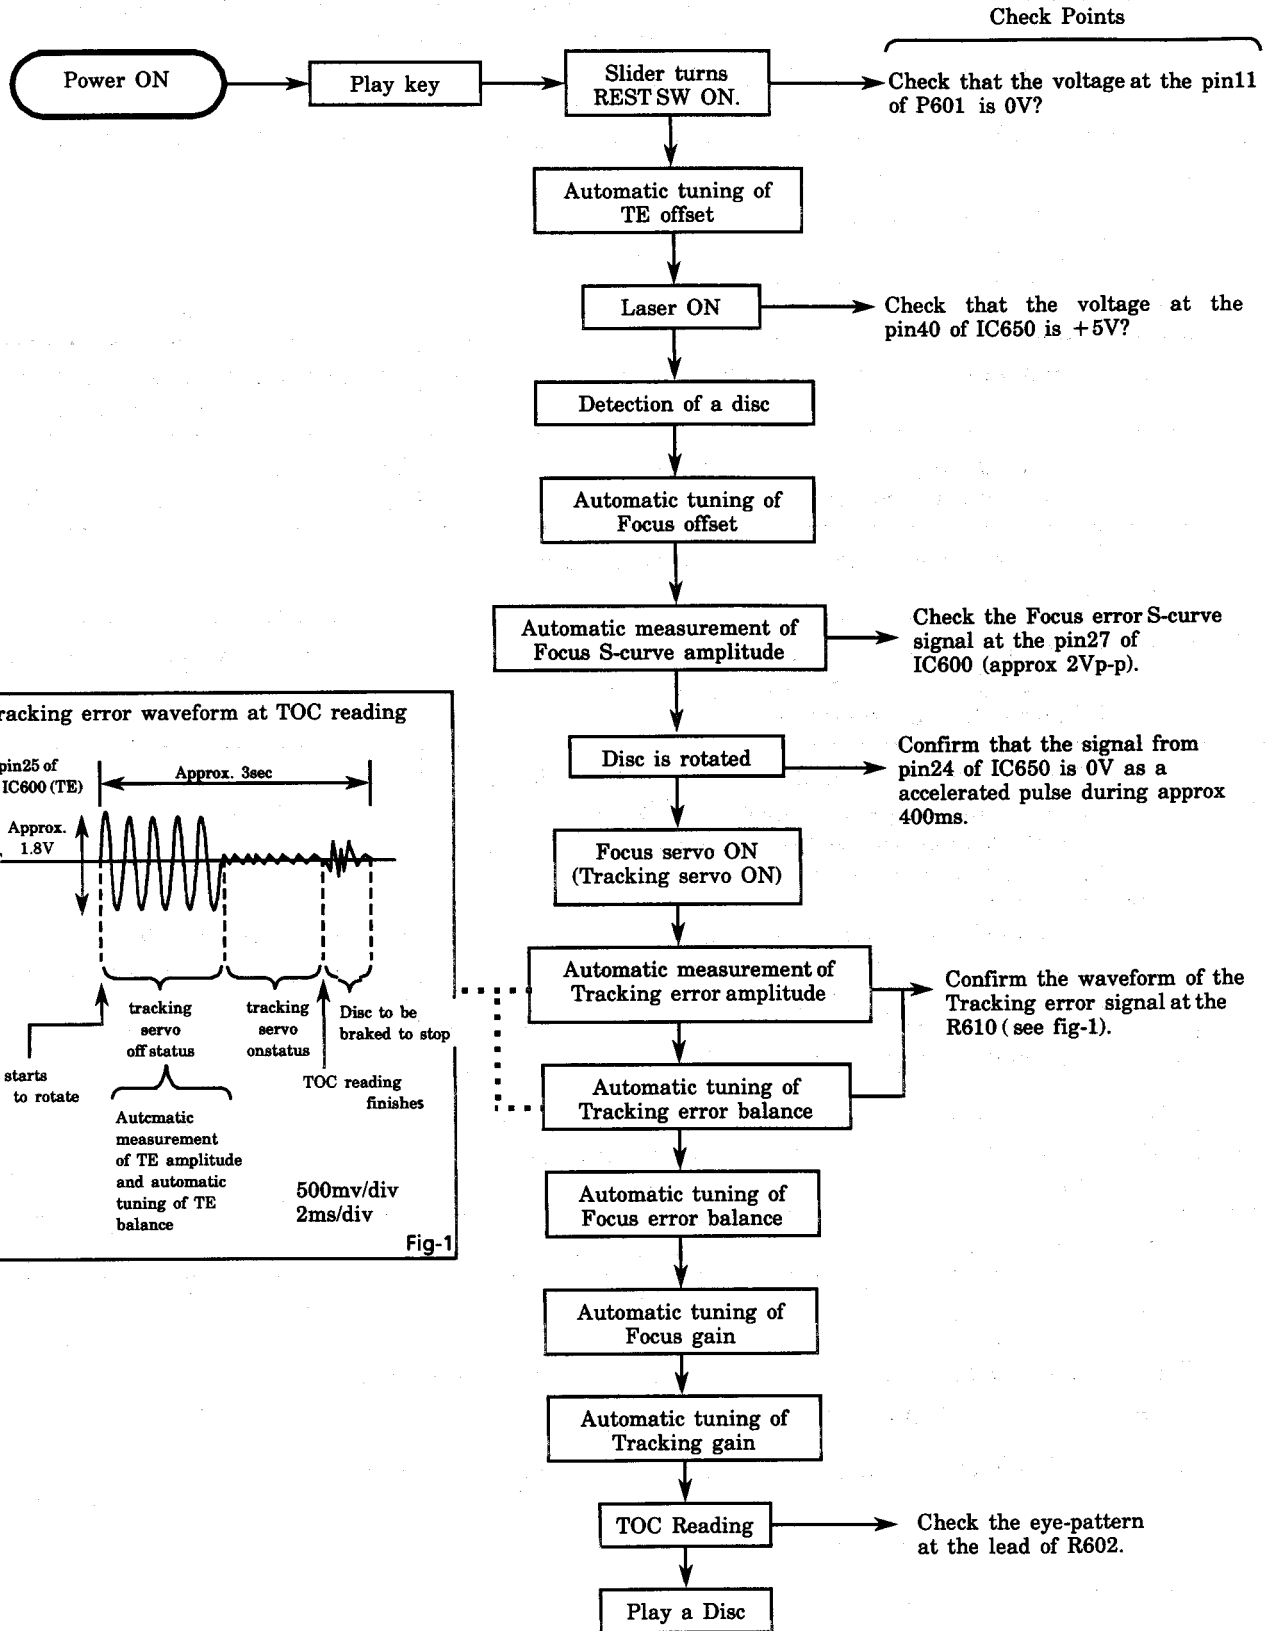 Check Points
Power ON
Play key
Slider turns
REST SW ON.
Check that the voltage at the pin11
of P601 is 0V?
Automatic tuning of
TE offset
Laser ON
Check that the voltage at the
pin40 of IC650 is +5V?
Detection of a disc
Automatic tuning of
Focus offset
Automatic measurement of
Focus S-curve amplitude
Check the Focus error S-curve
signal at the pin27 of
IC600 (approx 2Vp-p).
Disc is rotated
Confirm that the signal from
pin24 of IC650 is 0V as a
accelerated pulse during approx
400ms.
Focus servo ON
(Tracking servo ON)
Automatic measurement of
Tracking error amplitude
Confirm the waveform of the
Tracking error signal at the
R610 (see fig-1).
Automatic tuning of
Tracking error balance
Automatic tuning of
Focus error balance
Automatic tuning of
Focus gain
Automatic tuning of
Tracking gain
TOC Reading
Check the eye-pattern
at the lead of R602.
Play a Disc
racking error waveform at TOC reading
pin25 of
IC600 (TE)
Approx. 3sec
Approx.
1.8V
tracking
servo
off status
tracking
servo
onstatus
Disc to be
braked to stop
starts
to rotate
TOC reading
finishes
Automatic
measurement
of TE amplitude
and automatic
tuning of TE
balance
500mv/div
2ms/div
Fig-1